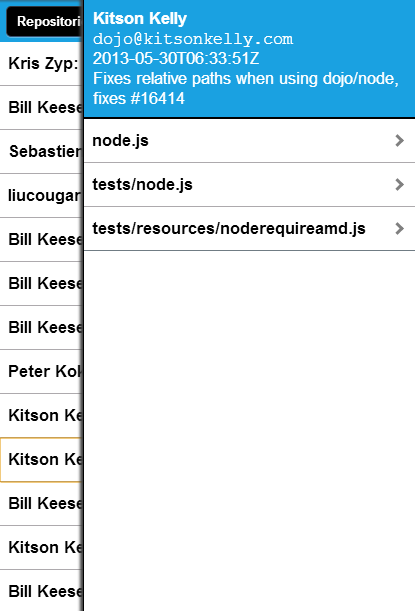 Repositori
Kris Zyp:
Bill Keese
Sebastien
liucougar
Bill Keese
Bill Keese
Bill Keese
Peter Kok
Kitson Ke
Kitson Ke
Bill Keese
Kitson Ke
Bill Keese
Kitson Kelly
dojo@kitsonkelly.com
2013-05-30T06:33:51Z
Fixes relative paths when using dojo/node,
fixes #16414
node.js
tests/node.js
tests/resources/noderequireamd.js